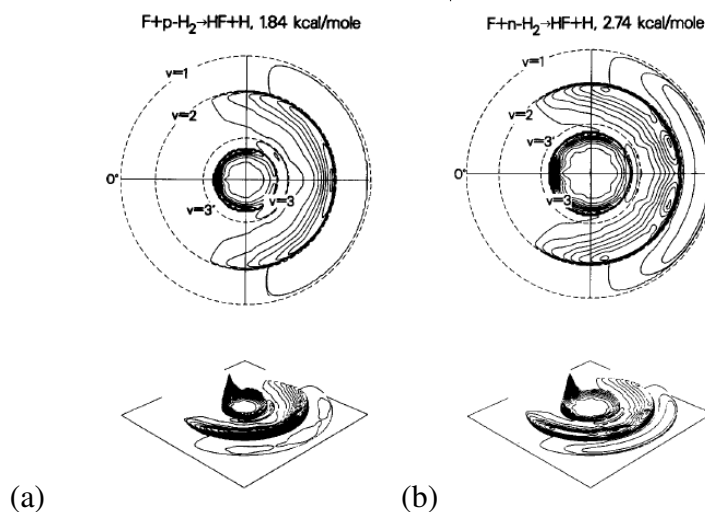 F+p-H₂→HF+H, 1.84 kcal/mole
v=1
v=2
0°
v=3'
v=3
(a)
F+n-H₂→HF+H, 2.74 kcal/mole
v=1
v=2
v=3'
0°
v=3
(b)